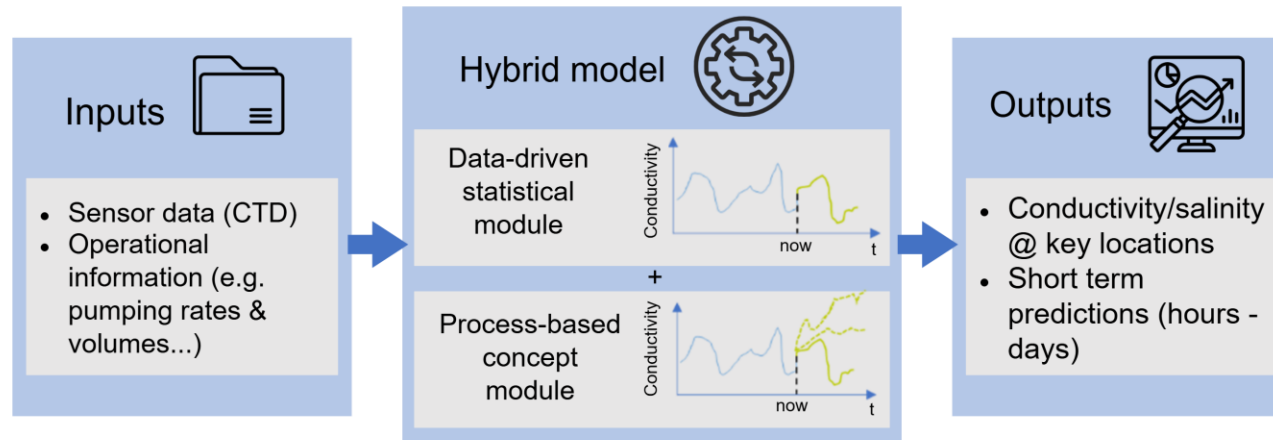 Inputs
• Sensor data (CTD)
• Operational
information (e.g.
pumping rates &
volumes...)
Hybrid model
Data-driven
statistical
module
Conductivity
now
t
+
Process-based
concept
module
Conductivity
now
t
Outputs
• Conductivity/salinity
@ key locations
• Short term
predictions (hours -
days)